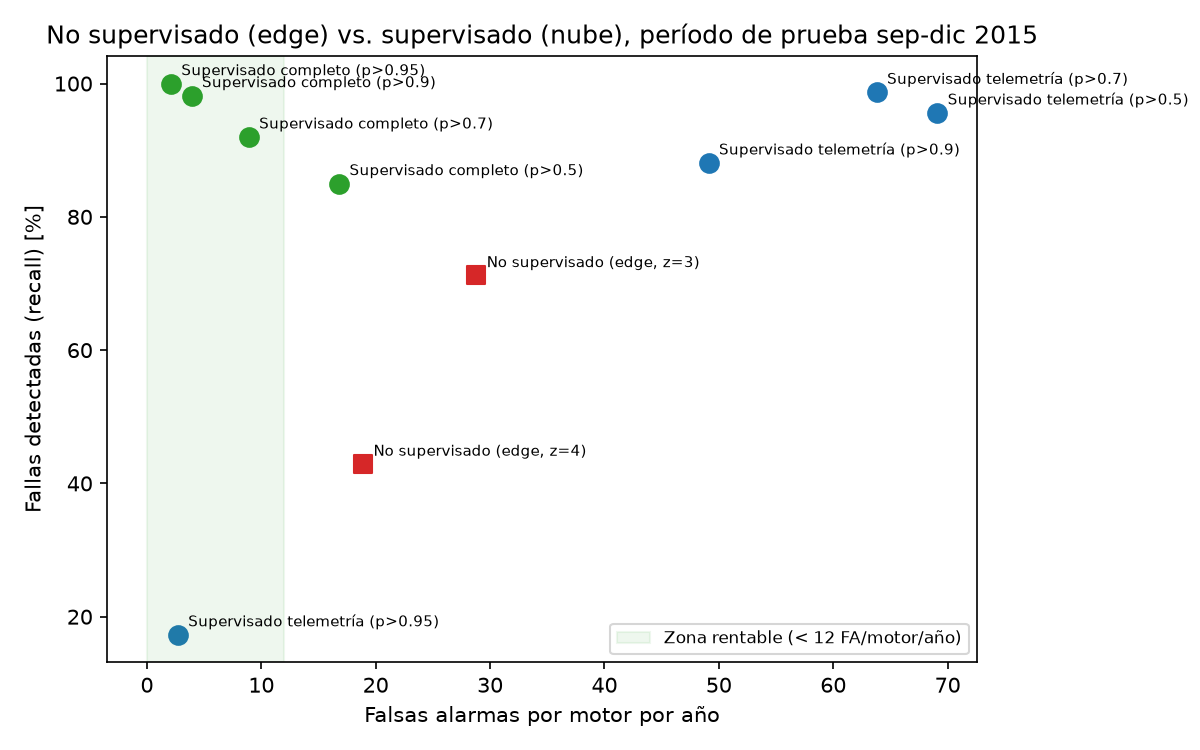 No supervisado (edge) vs. supervisado (nube), período de prueba sep-dic 2015
Supervisado completo (p>0.95)
Supervisado completo (p>0.9)
Supervisado telemetría (p>0.7)
Supervisado telemetría (p>0.5)
Supervisado completo (p>0.7)
Supervisado telemetría (p>0.9)
Supervisado completo (p>0.5)
No supervisado (edge, z=3)
No supervisado (edge, z=4)
Supervisado telemetría (p>0.95)
Zona rentable (< 12 FA/motor/año)
Fallas detectadas (recall) [%]
100
80
60
40
20
0 10 20 30 40 50 60 70
Falsas alarmas por motor por año